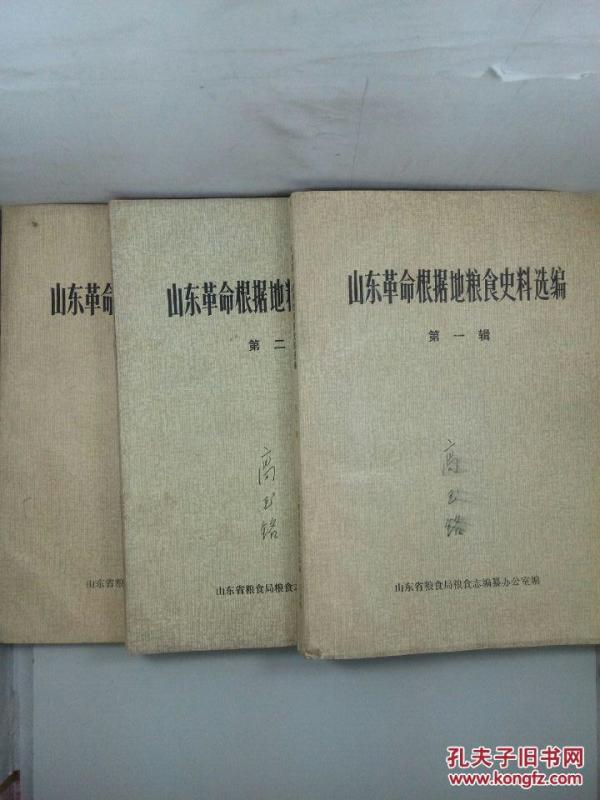 山东革命
山东省粮
山东革命根据地
第二
高
山东省粮食局粮食
山东革命根据地粮食史料选编
第一辑
高
山东省粮食局粮食志编纂办公室编
孔夫子旧书网
www.kongfz.com